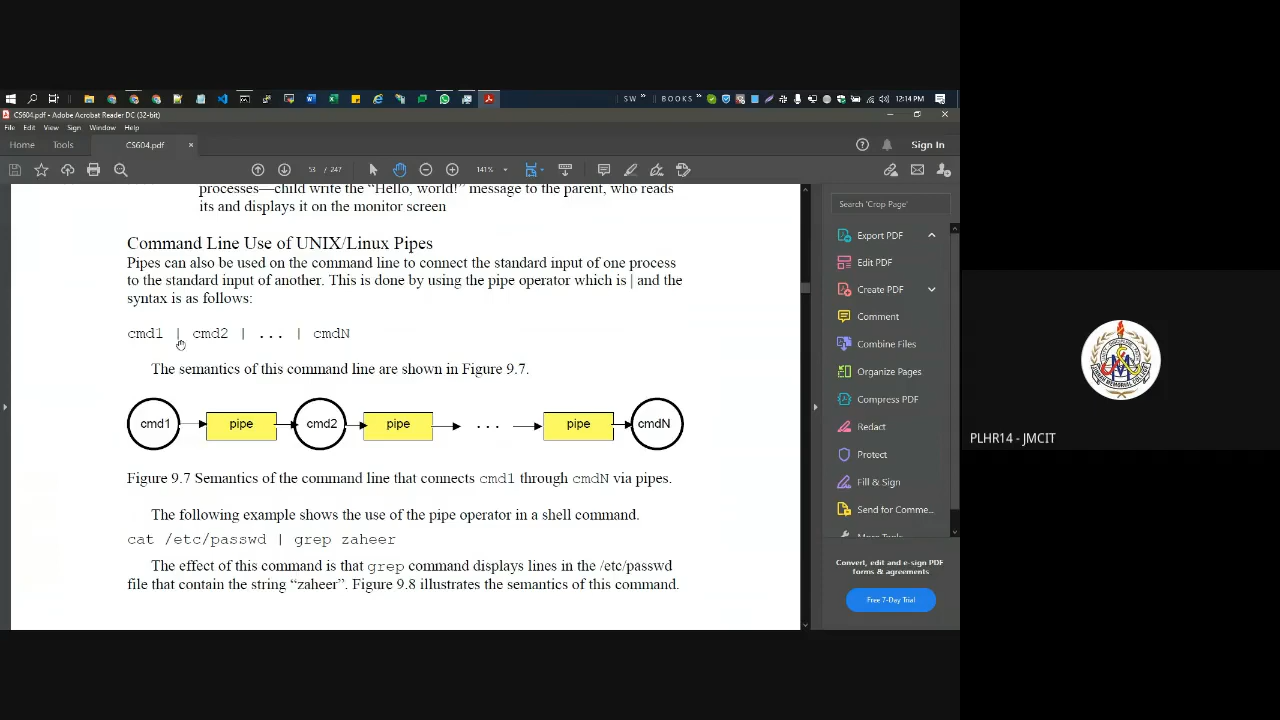 SW » BOOKS » 12:14 PM
CS604.pdf - Adobe Acrobat Reader DC (32-bit)
File Edit View Sign Window Help
Home Tools CS604.pdf × Sign In
53 / 247 141%
processes—child write the “Hello, world!” message to the parent, who reads
its and displays it on the monitor screen
Command Line Use of UNIX/Linux Pipes
Pipes can also be used on the command line to connect the standard input of one process
to the standard input of another. This is done by using the pipe operator which is | and the
syntax is as follows:
cmd1 | cmd2 | ... | cmdN
The semantics of this command line are shown in Figure 9.7.
cmd1 pipe cmd2 pipe ... pipe cmdN
Figure 9.7 Semantics of the command line that connects cmd1 through cmdN via pipes.
The following example shows the use of the pipe operator in a shell command.
cat /etc/passwd | grep zaheer
The effect of this command is that grep command displays lines in the /etc/passwd
file that contain the string “zaheer”. Figure 9.8 illustrates the semantics of this command.
Search 'Crop Page'
Export PDF
Edit PDF
Create PDF
Comment
Combine Files
Organize Pages
Compress PDF
Redact
Protect
Fill & Sign
Send for Comme...
Convert, edit and e-sign PDF
forms & agreements
Free 7-Day Trial
PLHR14 - JMCIT